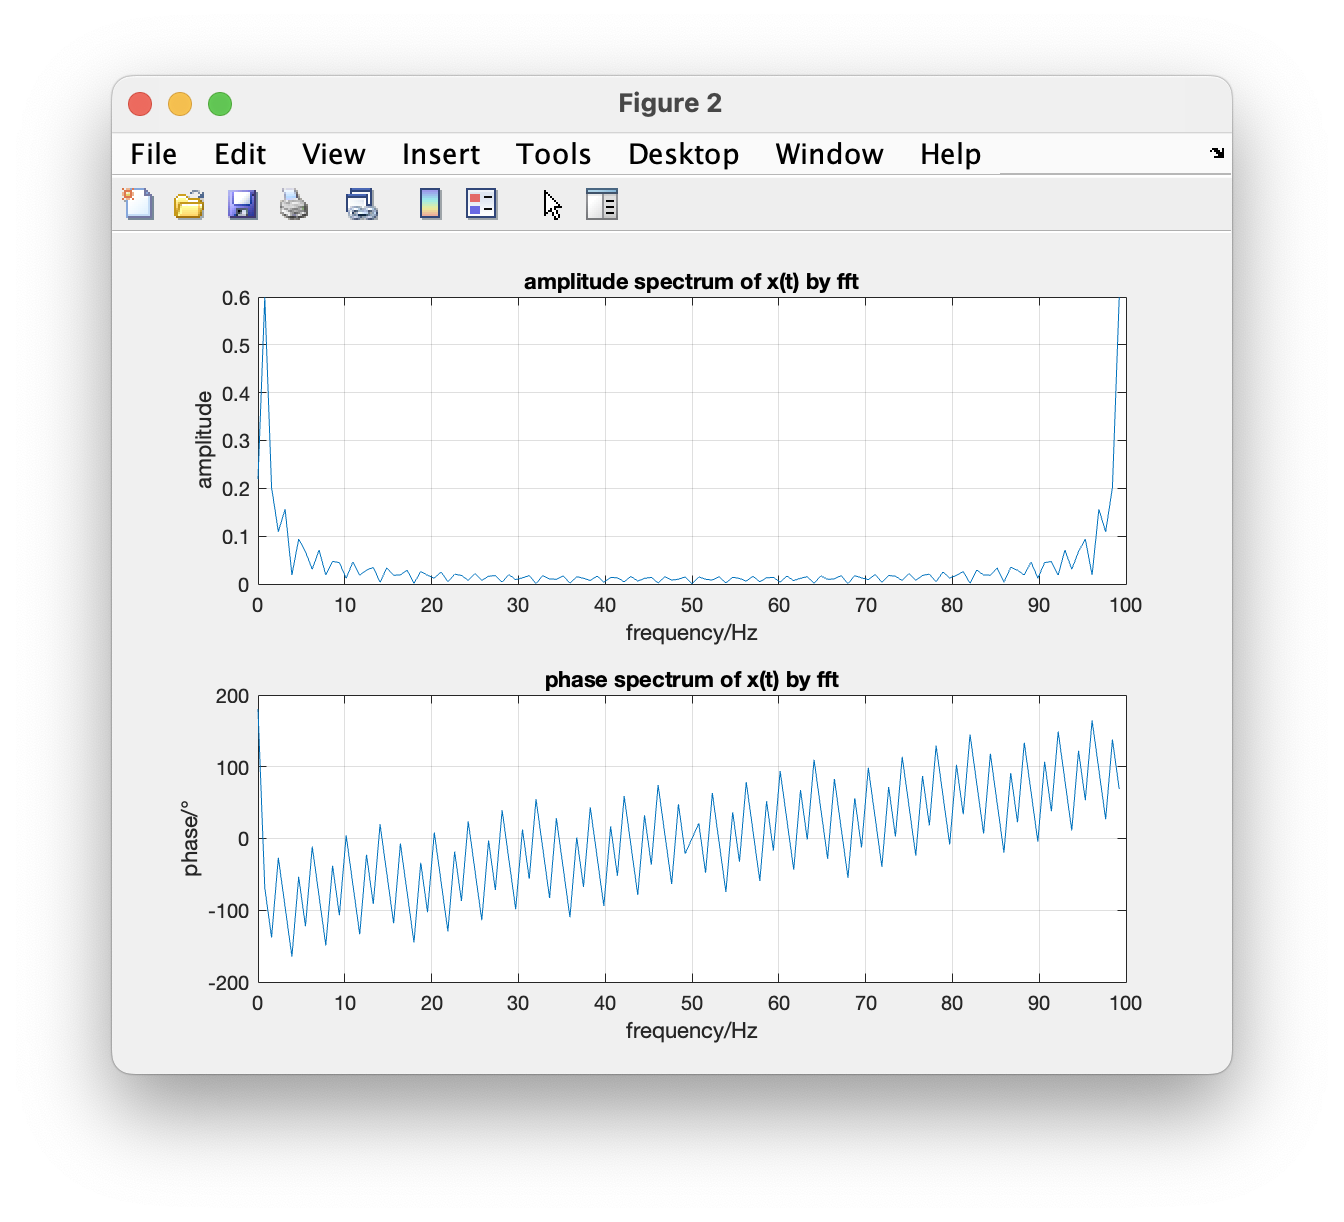 Figure 2
File Edit View Insert Tools Desktop Window Help
amplitude spectrum of x(t) by fft
0.6
0.5
0.4
0.3
0.2
0.1
0
amplitude
0 10 20 30 40 50 60 70 80 90 100
frequency/Hz
phase spectrum of x(t) by fft
200
100
0
-100
-200
phase/°
0 10 20 30 40 50 60 70 80 90 100
frequency/Hz